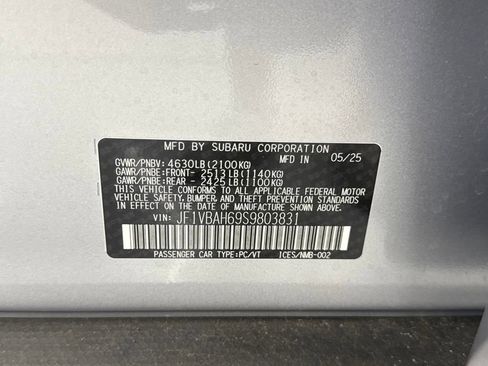 MFD BY SUBARU CORPORATION
GVWR/PNBV: 4630LB(2100KG) MFD IN 05/25
GAWR/PNBE:FRONT- 2513LB(1140KG)
GAWR/PNBE:REAR - 2425LB(1100KG)
THIS VEHICLE CONFORMS TO ALL APPLICABLE FEDERAL MOTOR
VEHICLE SAFETY, BUMPER, AND THEFT PREVENTION STANDARDS
IN EFFECT ON THE DATE OF MANUFACTURE SHOWN ABOVE.
VIN: JF1VBAH69S9803831
PASSENGER CAR TYPE:PC/VT ICES/NMB-002